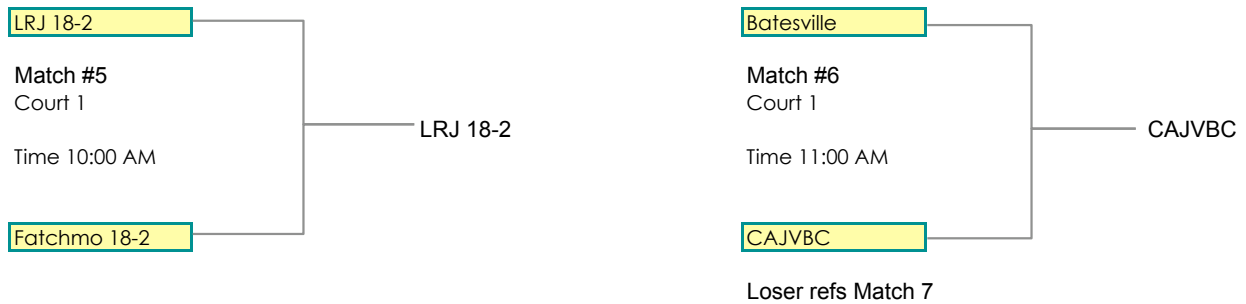 LRJ 18-2
Match #5
Court 1
Time 10:00 AM
Fatchmo 18-2
LRJ 18-2
Batesville
Match #6
Court 1
Time 11:00 AM
CAJVBC
Loser refs Match 7
CAJVBC